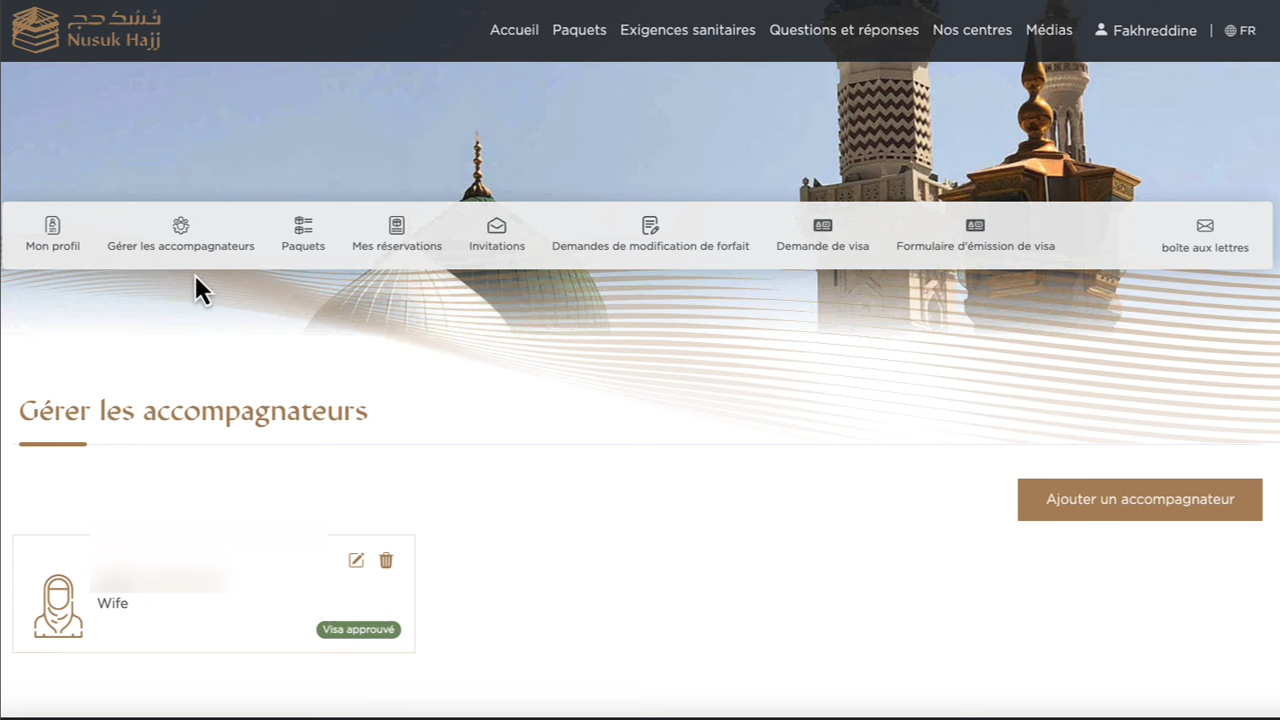 نسك حج
Nusuk Hajj
Accueil Paquets Exigences sanitaires Questions et réponses Nos centres Médias Fakhreddine | FR
Mon profil Gérer les accompagnateurs Paquets Mes réservations Invitations Demandes de modification de forfait Demande de visa Formulaire d'émission de visa boîte aux lettres
Gérer les accompagnateurs
Ajouter un accompagnateur
Wife
Visa approuvé